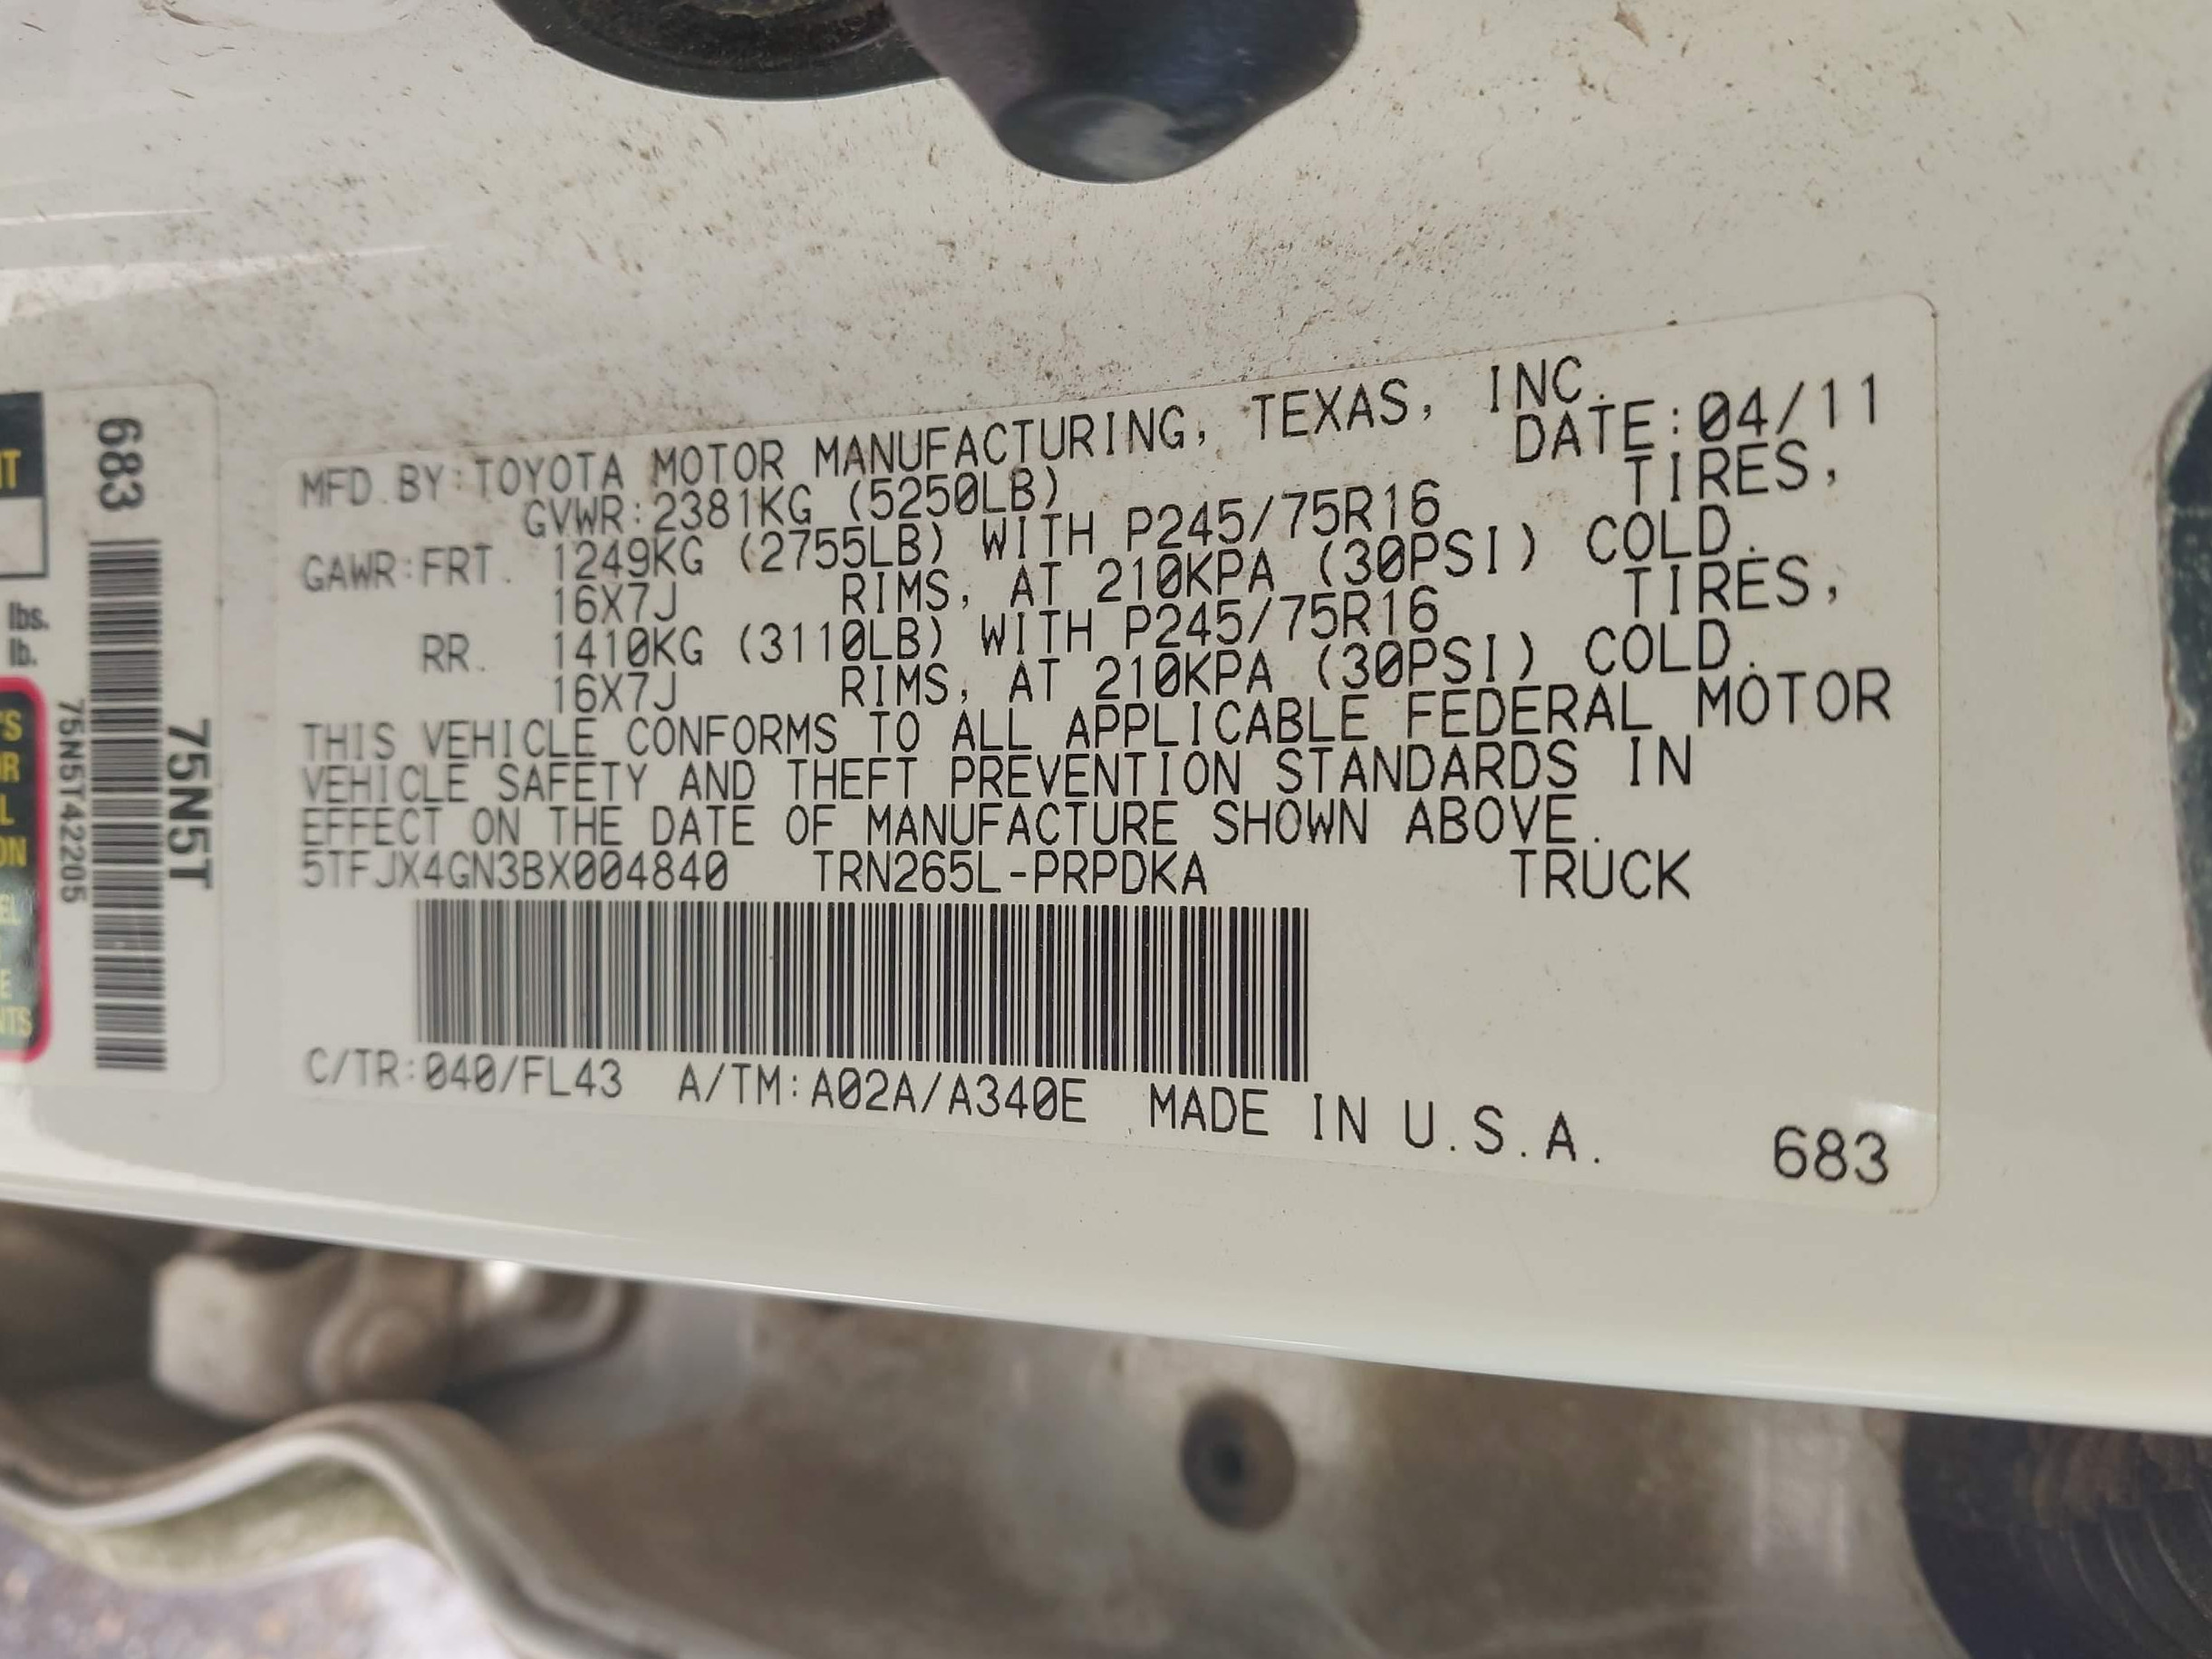 MFD.BY:TOYOTA MOTOR MANUFACTURING, TEXAS, INC.
DATE:04/11
GVWR:2381KG (5250LB)
GAWR:FRT. 1249KG (2755LB) WITH P245/75R16 TIRES,
16X7J RIMS, AT 210KPA (30PSI) COLD.
RR. 1410KG (3110LB) WITH P245/75R16 TIRES,
16X7J RIMS, AT 210KPA (30PSI) COLD.
THIS VEHICLE CONFORMS TO ALL APPLICABLE FEDERAL MOTOR
VEHICLE SAFETY AND THEFT PREVENTION STANDARDS IN
EFFECT ON THE DATE OF MANUFACTURE SHOWN ABOVE.
5TFJX4GN3BX004840 TRN265L-PRPDKA TRUCK
C/TR:040/FL43 A/TM:A02A/A340E MADE IN U.S.A.
683
683
75N5T
75N5T42205
lbs.
lb.